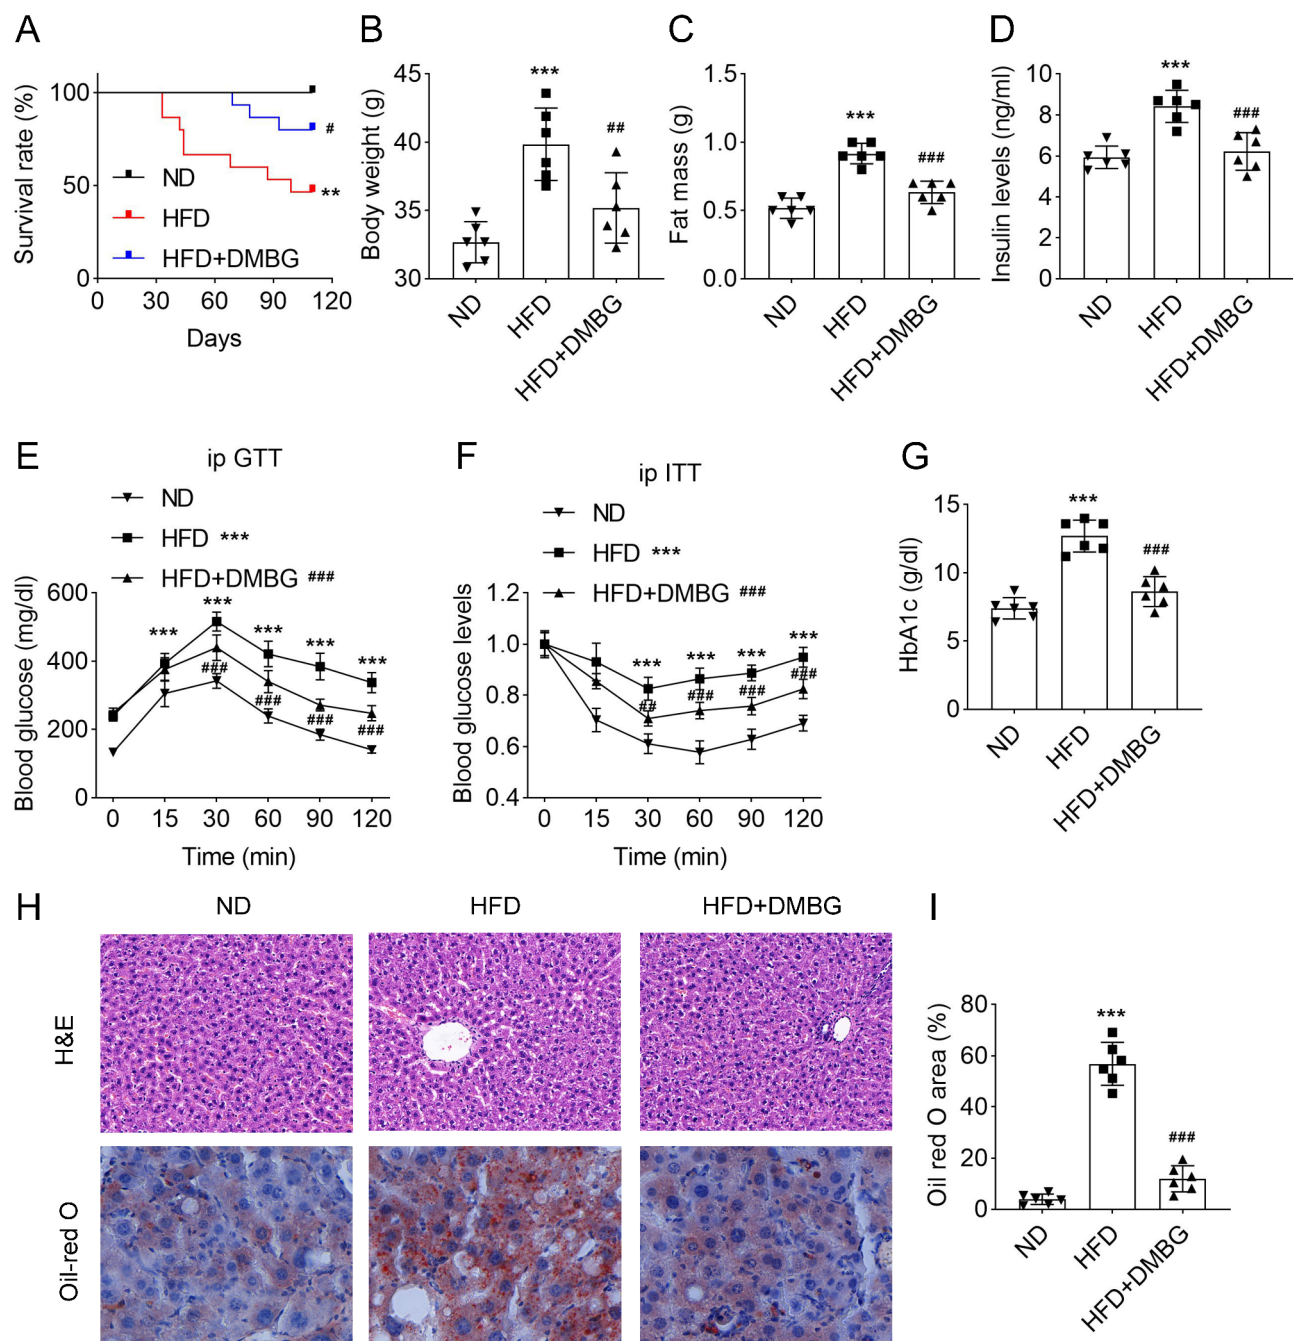 A
Survival rate (%)
100
50
0
0 30 60 90 120
Days
ND
HFD
HFD+DMBG
#
**
B
Body weight (g)
45
40
35
30
***
##
ND
HFD
HFD+DMBG
C
Fat mass (g)
1.5
1.0
0.5
0.0
***
###
ND
HFD
HFD+DMBG
D
Insulin levels (ng/ml)
10
8
6
4
2
0
***
###
ND
HFD
HFD+DMBG
E
ip GTT
ND
HFD ***
HFD+DMBG ###
Blood glucose (mg/dl)
600
400
200
0
***
***
***
***
***
###
###
###
###
0 15 30 60 90 120
Time (min)
F
ip ITT
ND
HFD ***
HFD+DMBG ###
Blood glucose levels
1.2
1.0
0.8
0.6
0.4
***
***
***
***
##
###
###
###
0 15 30 60 90 120
Time (min)
G
HbA1c (g/dl)
15
10
5
0
***
###
ND
HFD
HFD+DMBG
H
ND HFD HFD+DMBG
H&E
Oil-red O
I
Oil red O area (%)
80
60
40
20
0
***
###
ND
HFD
HFD+DMBG